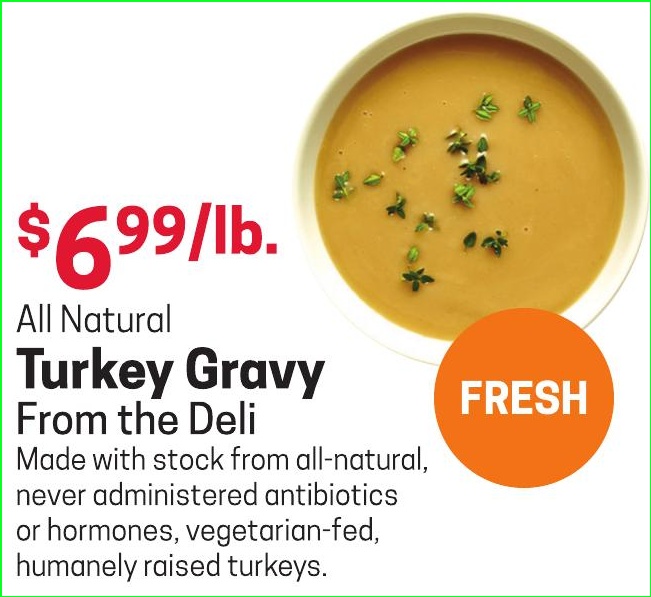 $6.99/lb.
All Natural
Turkey Gravy
From the Deli
Made with stock from all-natural,
never administered antibiotics
or hormones, vegetarian-fed,
humanely raised turkeys.
FRESH